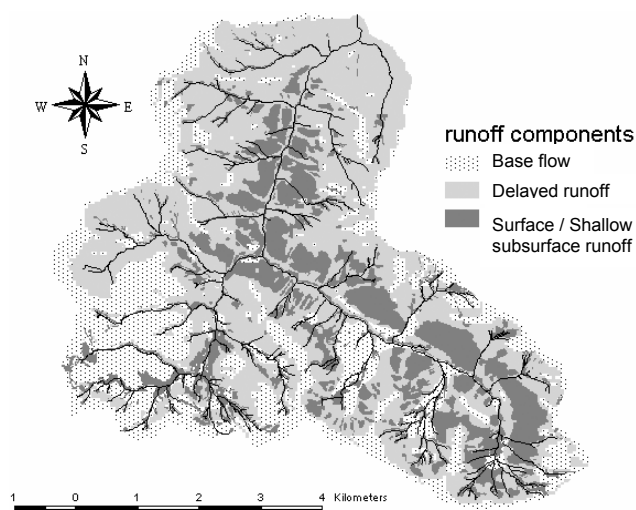 N
W E
S
runoff components
Base flow
Delayed runoff
Surface / Shallow
subsurface runoff
1 0 1 2 3 4 Kilometers